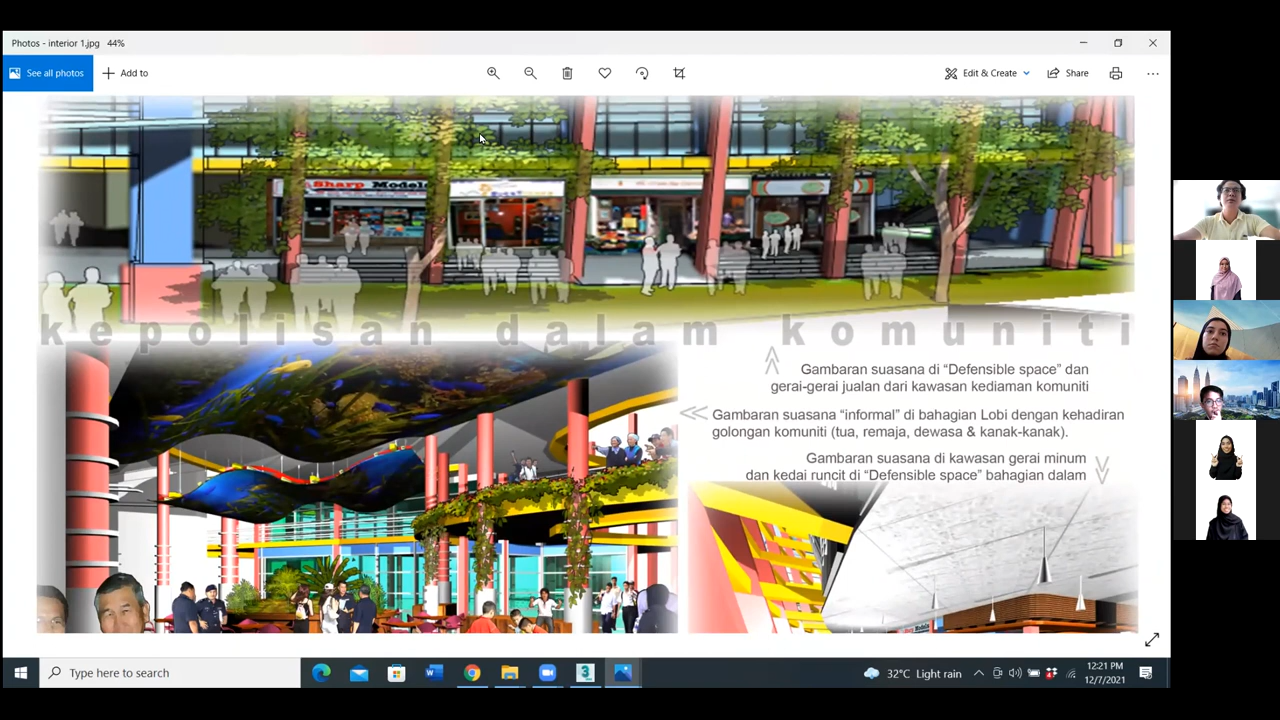 Photos - interior 1.jpg 44%
See all photos
Add to
Edit & Create
Share
Sharp Models
kepolisan dalam komuniti
Gambaran suasana di “Defensible space” dan
gerai-gerai jualan dari kawasan kediaman komuniti
Gambaran suasana “informal” di bahagian Lobi dengan kehadiran
golongan komuniti (tua, remaja, dewasa & kanak-kanak).
Gambaran suasana di kawasan gerai minum
dan kedai runcit di “Defensible space” bahagian dalam
Type here to search
32°C Light rain
12:21 PM
12/7/2021